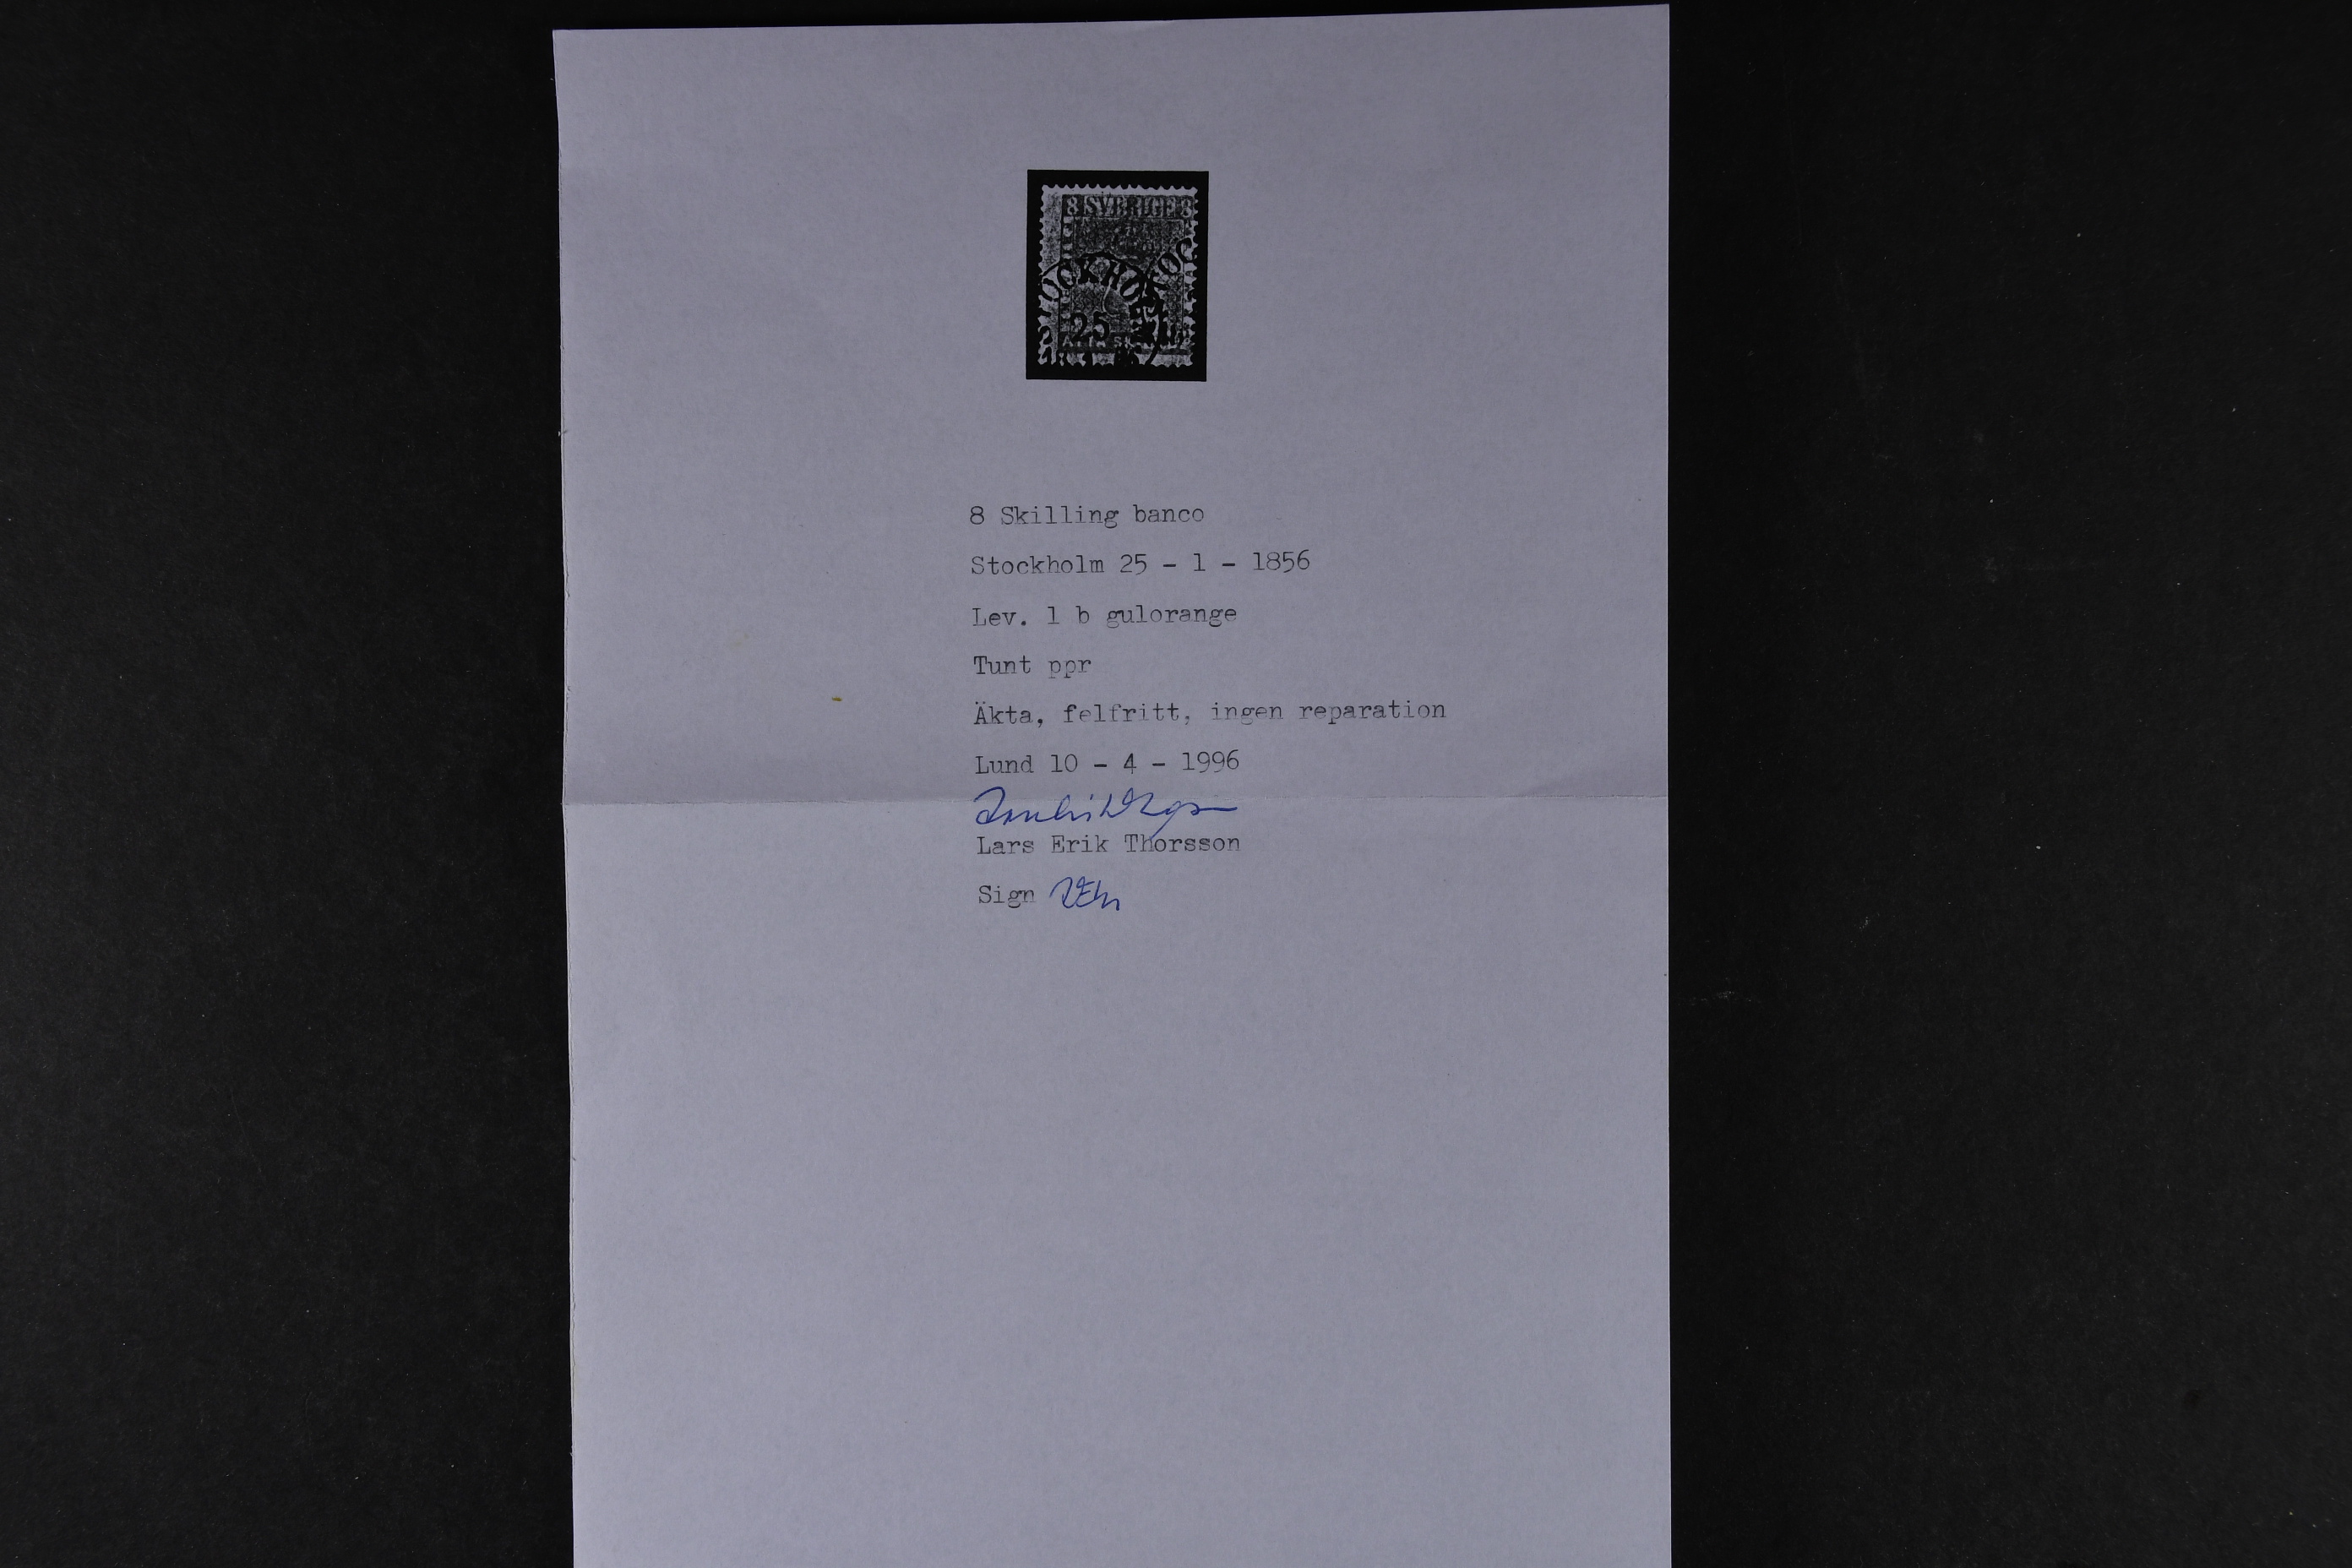 8 SVERIGE 8
STOCKHOLM
25
8 Skilling banco
Stockholm 25 - 1 - 1856
Lev. 1 b gulorange
Tunt ppr
Äkta, felfritt, ingen reparation
Lund 10 - 4 - 1996
Lars Erik Thorsson
Sign